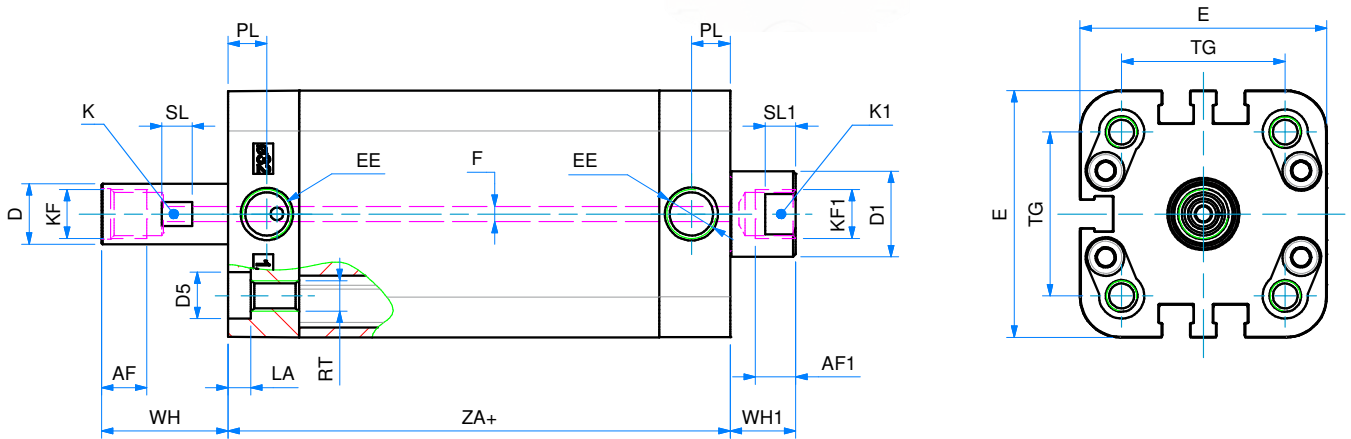 PL
PL
E
TG
K
SL
EE
F
EE
SL1
K1
D
KF
KF1
D1
E
TG
D5
AF
LA
RT
AF1
WH
ZA+
WH1